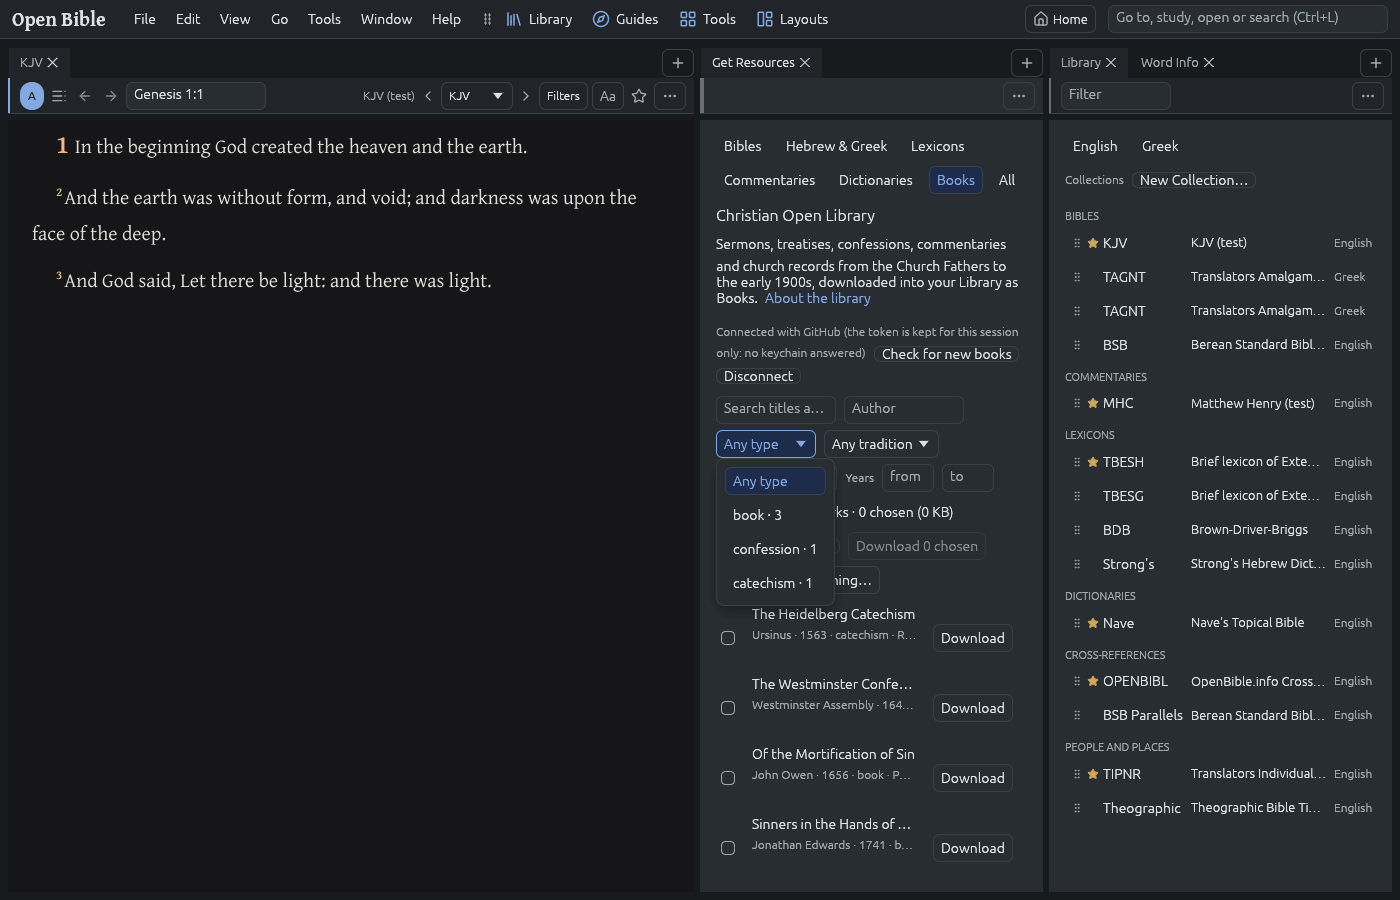 Open Bible File Edit View Go Tools Window Help Library Guides Tools Layouts Home Go to, study, open or search (Ctrl+L)
KJV
A Genesis 1:1 KJV (test) KJV Filters Aa
1 In the beginning God created the heaven and the earth.
2 And the earth was without form, and void; and darkness was upon the
face of the deep.
3 And God said, Let there be light: and there was light.
Get Resources
Bibles Hebrew & Greek Lexicons
Commentaries Dictionaries Books All
Christian Open Library
Sermons, treatises, confessions, commentaries
and church records from the Church Fathers to
the early 1900s, downloaded into your Library as
Books. About the library
Connected with GitHub (the token is kept for this session
only: no keychain answered) Check for new books
Disconnect
Search titles a... Author
Any type Any tradition
Any type
book · 3
confession · 1
catechism · 1
Years from to
ks · 0 chosen (0 KB)
Download 0 chosen
ning...
The Heidelberg Catechism
Ursinus · 1563 · catechism · R... Download
The Westminster Confe...
Westminster Assembly · 164... Download
Of the Mortification of Sin
John Owen · 1656 · book · P... Download
Sinners in the Hands of ...
Jonathan Edwards · 1741 · b... Download
Library Word Info
Filter
English Greek
Collections New Collection...
BIBLES
KJV KJV (test) English
TAGNT Translators Amalgam... Greek
TAGNT Translators Amalgam... Greek
BSB Berean Standard Bibl... English
COMMENTARIES
MHC Matthew Henry (test) English
LEXICONS
TBESH Brief lexicon of Exte... English
TBESG Brief lexicon of Exte... English
BDB Brown-Driver-Briggs English
Strong's Strong's Hebrew Dict... English
DICTIONARIES
Nave Nave's Topical Bible English
CROSS-REFERENCES
OPENBIBL OpenBible.info Cross... English
BSB Parallels Berean Standard Bibl... English
PEOPLE AND PLACES
TIPNR Translators Individual... English
Theographic Theographic Bible Ti... English